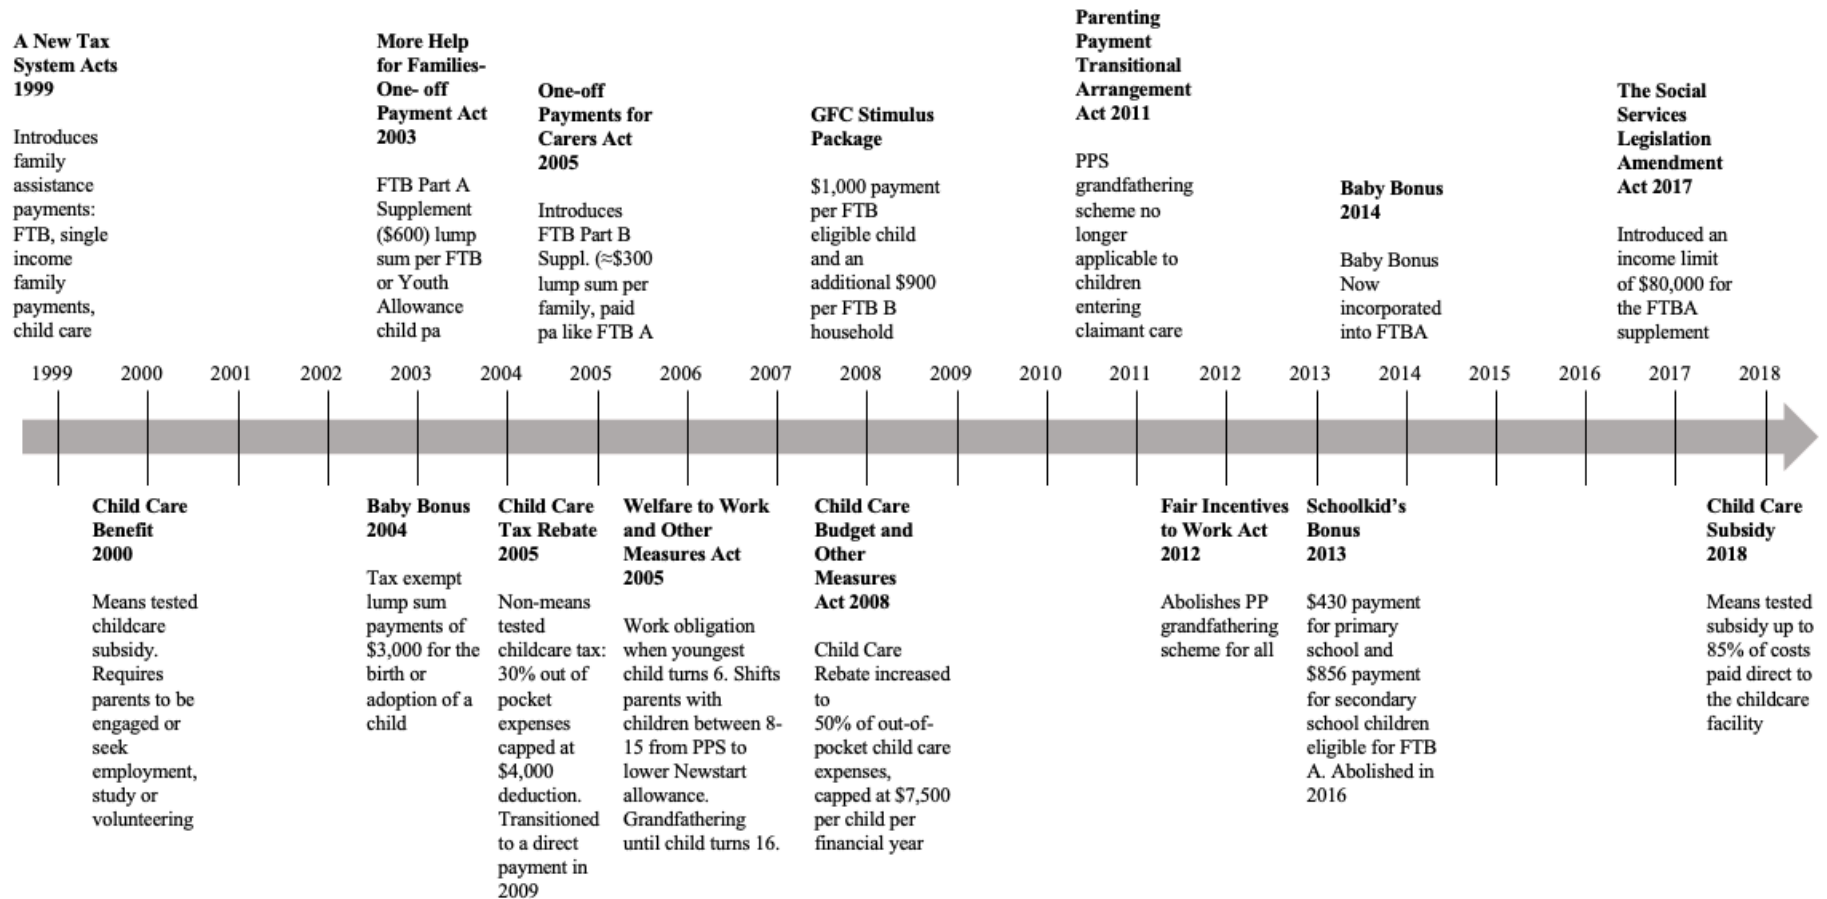 A New Tax
System Acts
1999
Introduces
family
assistance
payments:
FTB, single
income
family
payments,
child care
More Help
for Families-
One- off
Payment Act
2003
FTB Part A
Supplement
($600) lump
sum per FTB
or Youth
Allowance
child pa
One-off
Payments for
Carers Act
2005
Introduces
FTB Part B
Suppl. (≈$300
lump sum per
family, paid
pa like FTB A
GFC Stimulus
Package
$1,000 payment
per FTB
eligible child
and an
additional $900
per FTB B
household
Parenting
Payment
Transitional
Arrangement
Act 2011
PPS
grandfathering
scheme no
longer
applicable to
children
entering
claimant care
Baby Bonus
2014
Baby Bonus
Now
incorporated
into FTBA
The Social
Services
Legislation
Amendment
Act 2017
Introduced an
income limit
of $80,000 for
the FTBA
supplement
1999 2000 2001 2002 2003 2004 2005 2006 2007 2008 2009 2010 2011 2012 2013 2014 2015 2016 2017 2018
Child Care
Benefit
2000
Means tested
childcare
subsidy.
Requires
parents to be
engaged or
seek
employment,
study or
volunteering
Baby Bonus
2004
Tax exempt
lump sum
payments of
$3,000 for the
birth or
adoption of a
child
Child Care
Tax Rebate
2005
Non-means
tested
childcare tax:
30% out of
pocket
expenses
capped at
$4,000
deduction.
Transitioned
to a direct
payment in
2009
Welfare to Work
and Other
Measures Act
2005
Work obligation
when youngest
child turns 6. Shifts
parents with
children between 8-
15 from PPS to
lower Newstart
allowance.
Grandfathering
until child turns 16.
Child Care
Budget and
Other
Measures
Act 2008
Child Care
Rebate increased
to
50% of out-of-
pocket child care
expenses,
capped at $7,500
per child per
financial year
Fair Incentives
to Work Act
2012
Abolishes PP
grandfathering
scheme for all
Schoolkid's
Bonus
2013
$430 payment
for primary
school and
$856 payment
for secondary
school children
eligible for FTB
A. Abolished in
2016
Child Care
Subsidy
2018
Means tested
subsidy up to
85% of costs
paid direct to
the childcare
facility